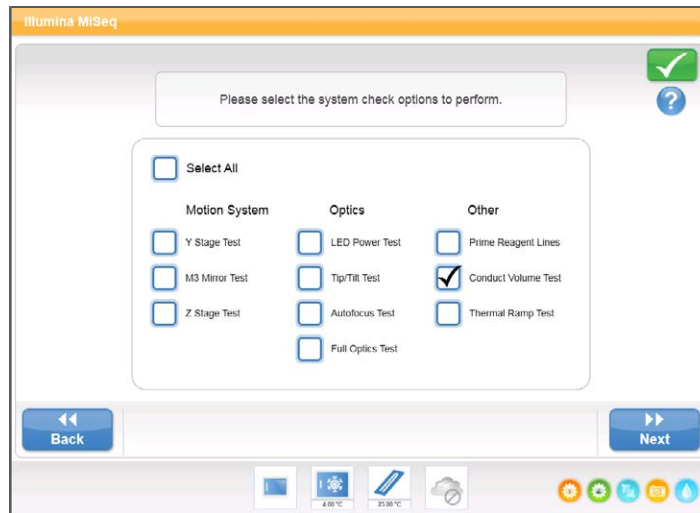 Illumina MiSeq
Please select the system check options to perform.
Select All
Motion System Optics Other
Y Stage Test LED Power Test Prime Reagent Lines
M3 Mirror Test Tip/Tilt Test Conduct Volume Test
Z Stage Test Autofocus Test Thermal Ramp Test
Full Optics Test
Back Next
4.00 °C 25.00 °C